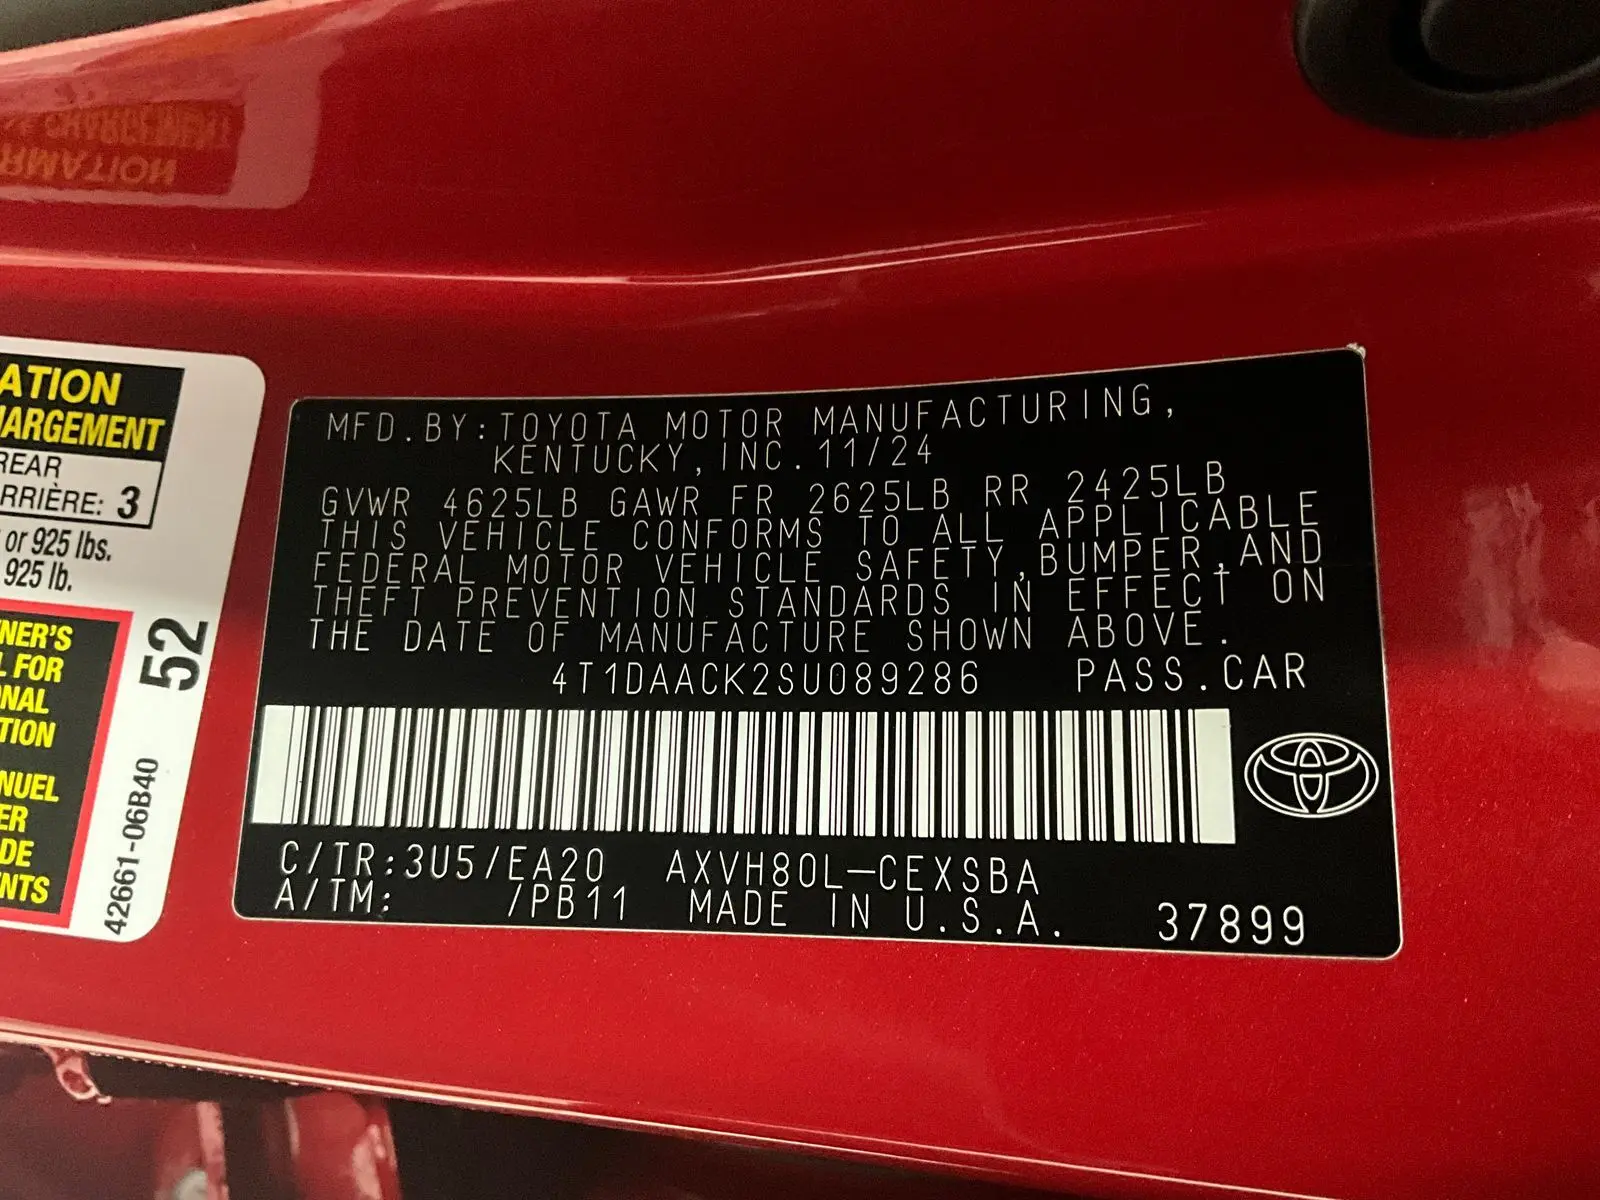 ATION
HARGEMENT
REAR
RRIÈRE: 3
or 925 lbs.
925 lb.
NER'S
L FOR
NAL
TION
NUEL
ER
DE
NTS
52
42661-06B40
MFD.BY:TOYOTA MOTOR MANUFACTURING,
KENTUCKY,INC.11/24
GVWR 4625LB GAWR FR 2625LB RR 2425LB
THIS VEHICLE CONFORMS TO ALL APPLICABLE
FEDERAL MOTOR VEHICLE SAFETY,BUMPER,AND
THEFT PREVENTION STANDARDS IN EFFECT ON
THE DATE OF MANUFACTURE SHOWN ABOVE.
4T1DAACK2SU089286 PASS.CAR
C/TR:3U5/EA20 AXVH80L-CEXSBA
A/TM: /PB11 MADE IN U.S.A. 37899